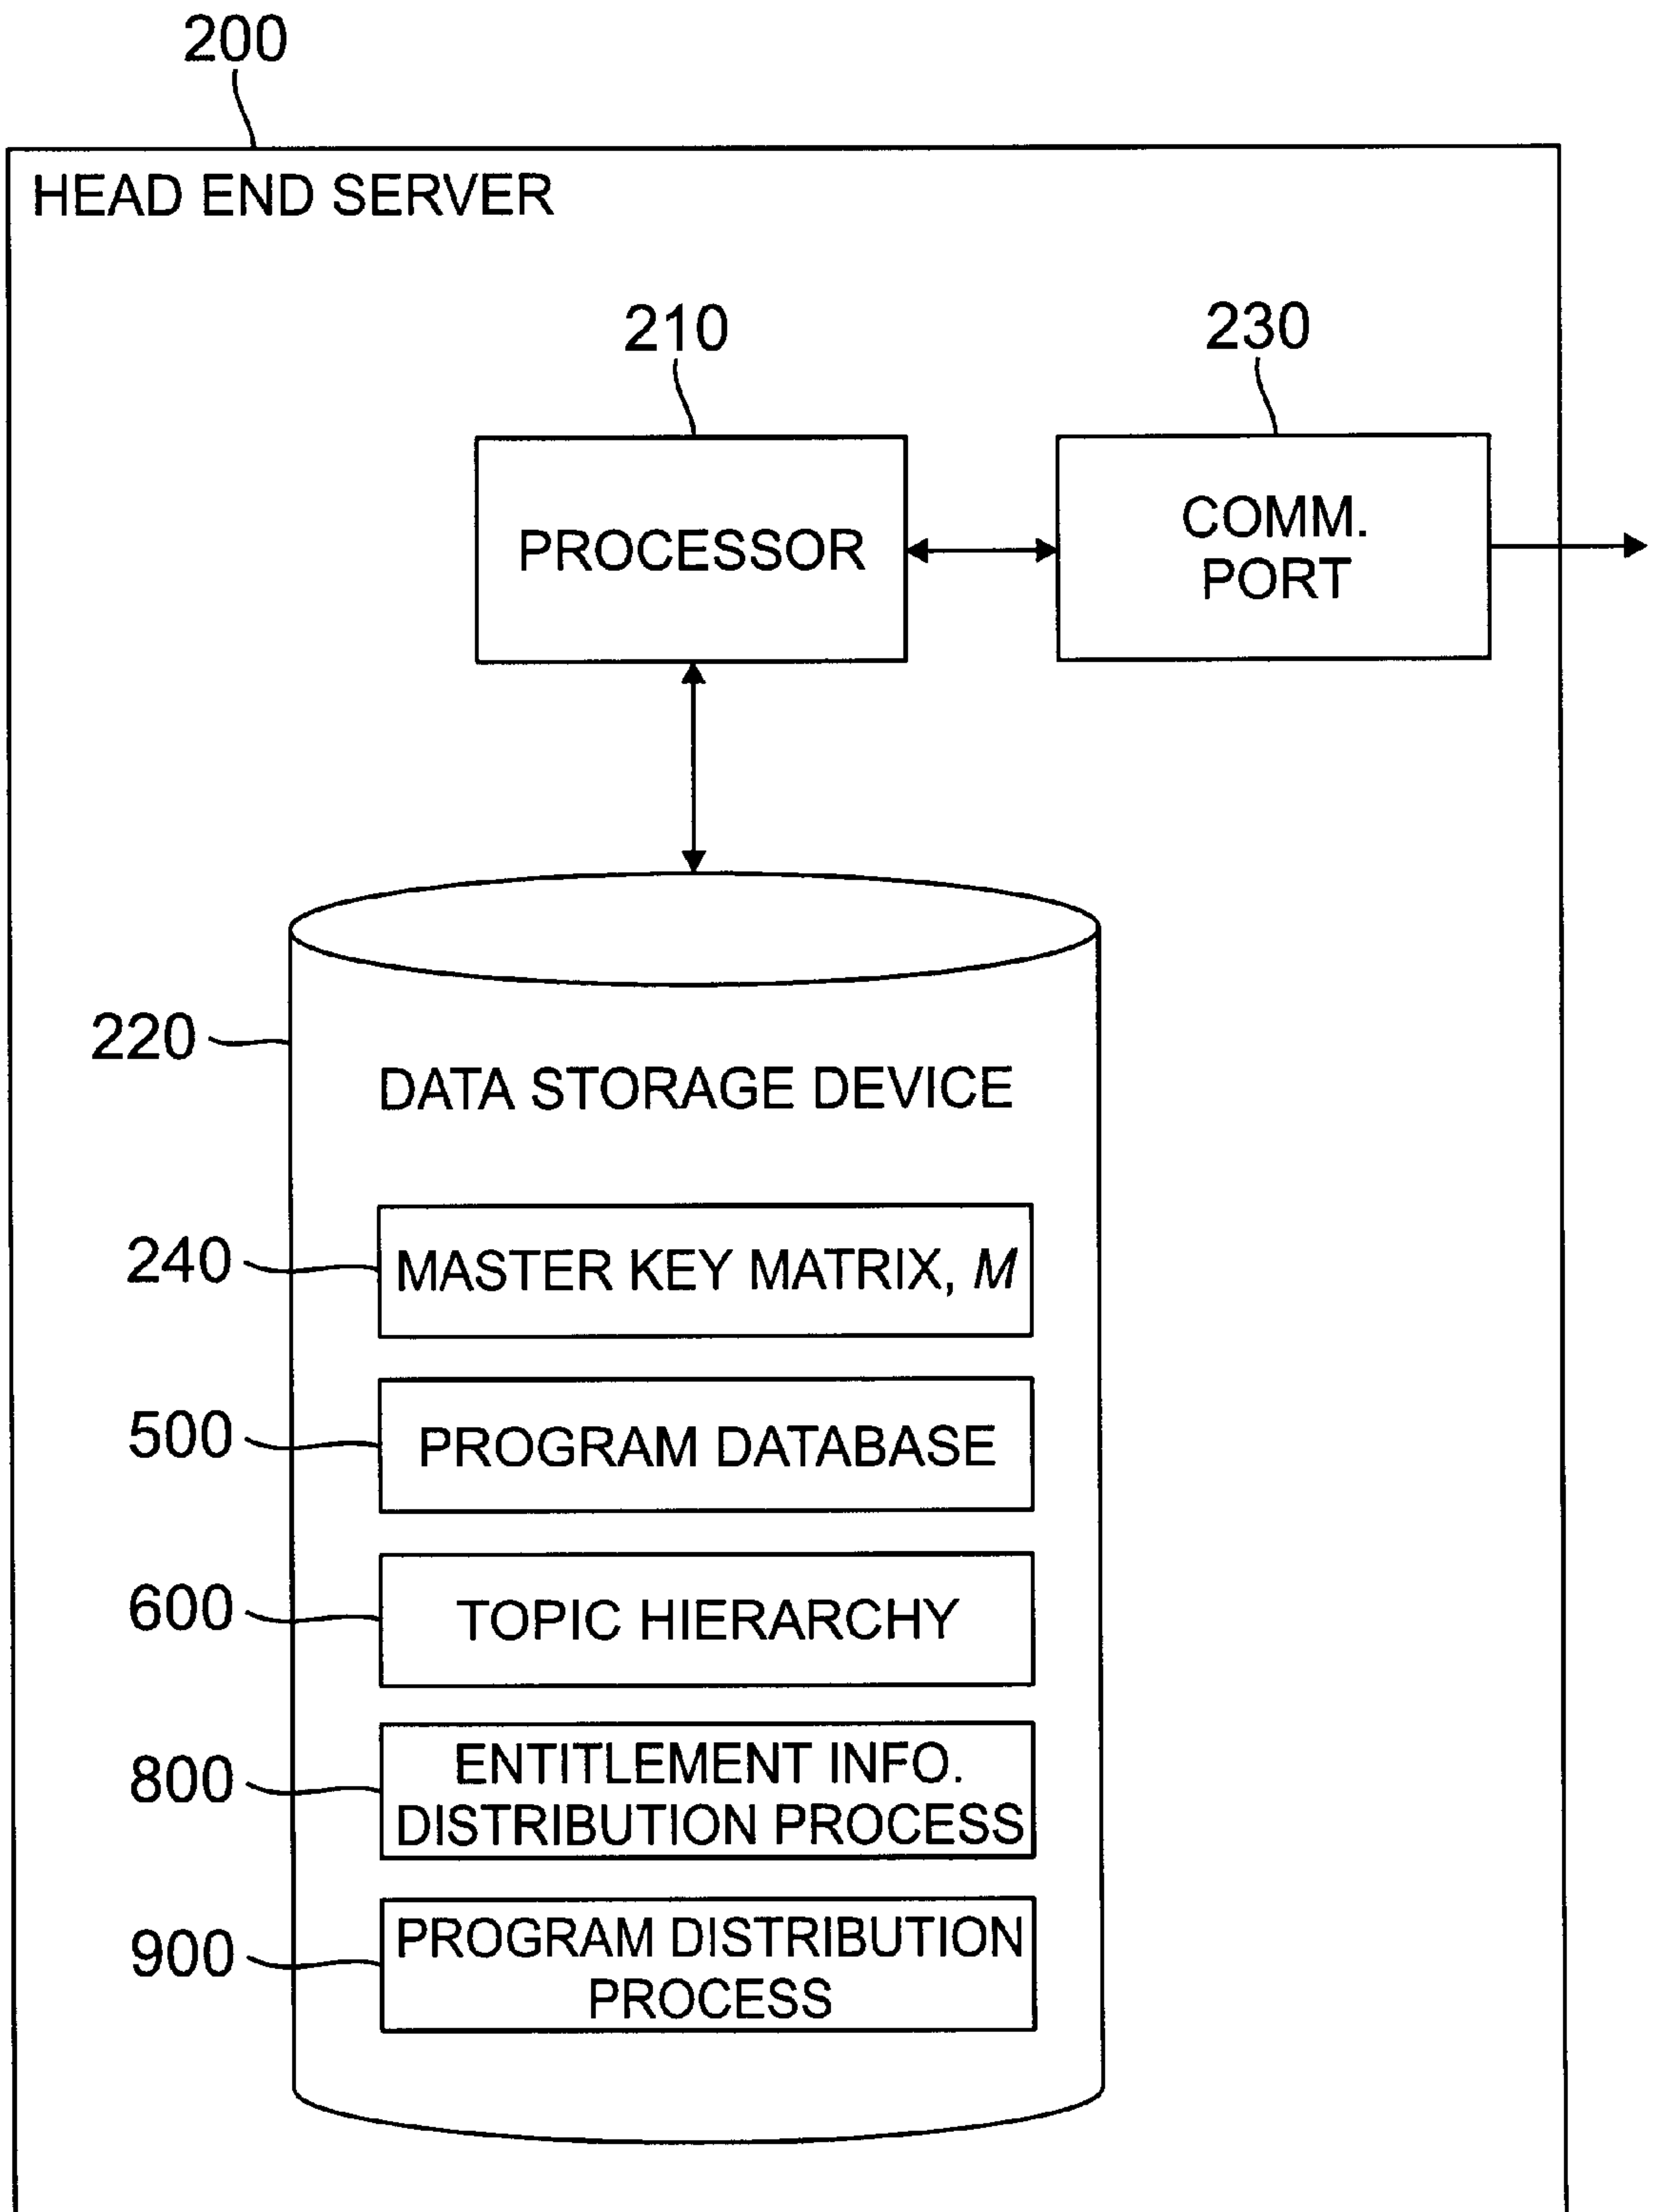 200
HEAD END SERVER
210
230
PROCESSOR
COMM.
PORT
220
DATA STORAGE DEVICE
240
MASTER KEY MATRIX, M
500
PROGRAM DATABASE
600
TOPIC HIERARCHY
800
ENTITLEMENT INFO.
DISTRIBUTION PROCESS
900
PROGRAM DISTRIBUTION
PROCESS